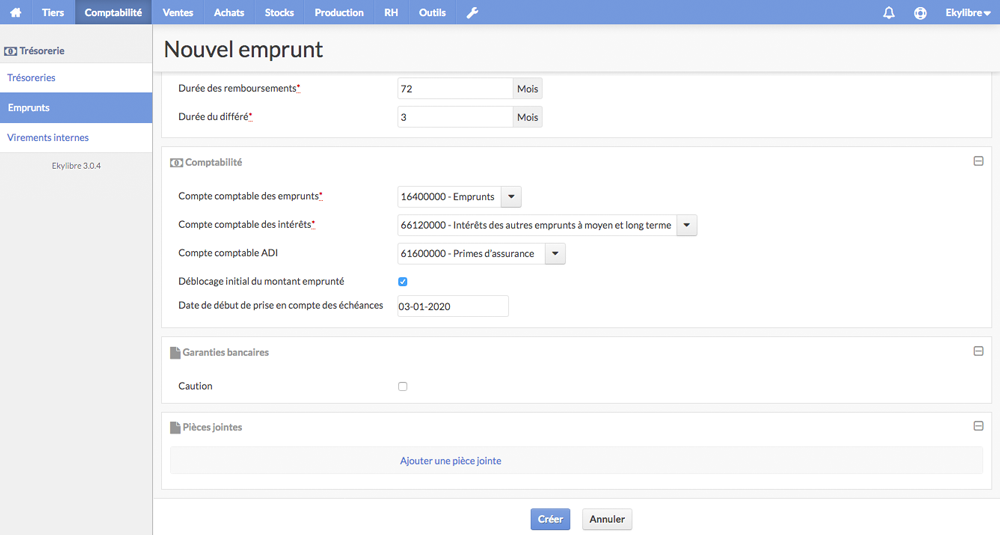 Tiers Comptabilité Ventes Achats Stocks Production RH Outils Ekylibre
Trésorerie
Trésoreries
Emprunts
Virements internes
Ekylibre 3.0.4
Nouvel emprunt
Durée des remboursements* 72 Mois
Durée du différé* 3 Mois
Comptabilité
Compte comptable des emprunts* 16400000 - Emprunts
Compte comptable des intérêts* 66120000 - Intérêts des autres emprunts à moyen et long terme
Compte comptable ADI 61600000 - Primes d'assurance
Déblocage initial du montant emprunté
Date de début de prise en compte des échéances 03-01-2020
Garanties bancaires
Caution
Pièces jointes
Ajouter une pièce jointe
Créer Annuler